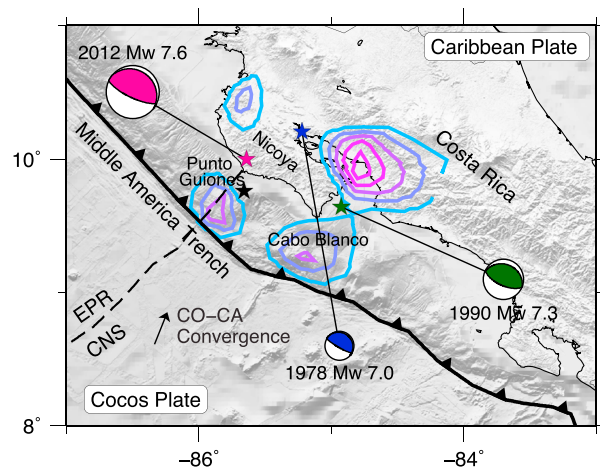 Caribbean Plate
2012 Mw 7.6
10°
Nicoya
Costa Rica
Punto
Guiones
Middle America Trench
Cabo Blanco
EPR
CNS
CO–CA
Convergence
1990 Mw 7.3
1978 Mw 7.0
Cocos Plate
8°
–86°
–84°